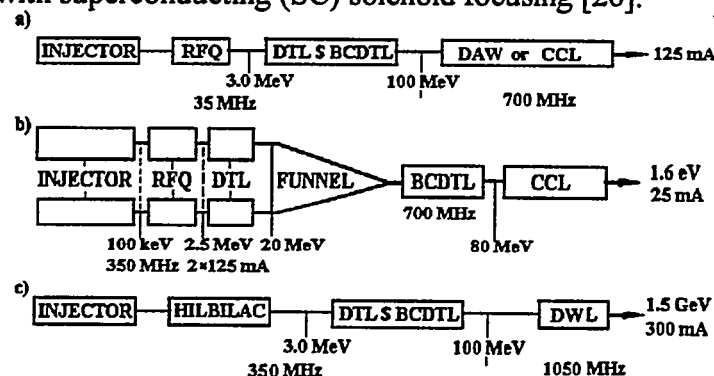 with superconducting (SC) solenoid focusing [20].
a)
INJECTOR RFQ DTL $ BCDTL DAW or CCL 125 mA
3.0 MeV 100 MeV
35 MHz 700 MHz
b)
INJECTOR RFQ DTL FUNNEL BCDTL CCL 1.6 eV
25 mA
700 MHz
100 keV 2.5 MeV 20 MeV 80 MeV
350 MHz 2×125 mA
c)
INJECTOR HILBILAC DTL $ BCDTL DWL 1.5 GeV
300 mA
3.0 MeV 100 MeV
350 MHz 1050 MHz